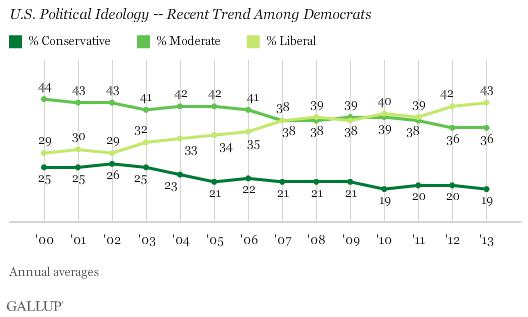 U.S. Political Ideology -- Recent Trend Among Democrats
% Conservative % Moderate % Liberal
44 43 43 41 42 42 41 38 39 39 40 39 42 43
29 30 29 32 33 34 35 38 38 38 39 38 36 36
25 25 26 25 23 21 22 21 21 21 19 20 20 19
'00 '01 '02 '03 '04 '05 '06 '07 '08 '09 '10 '11 '12 '13
Annual averages
GALLUP'